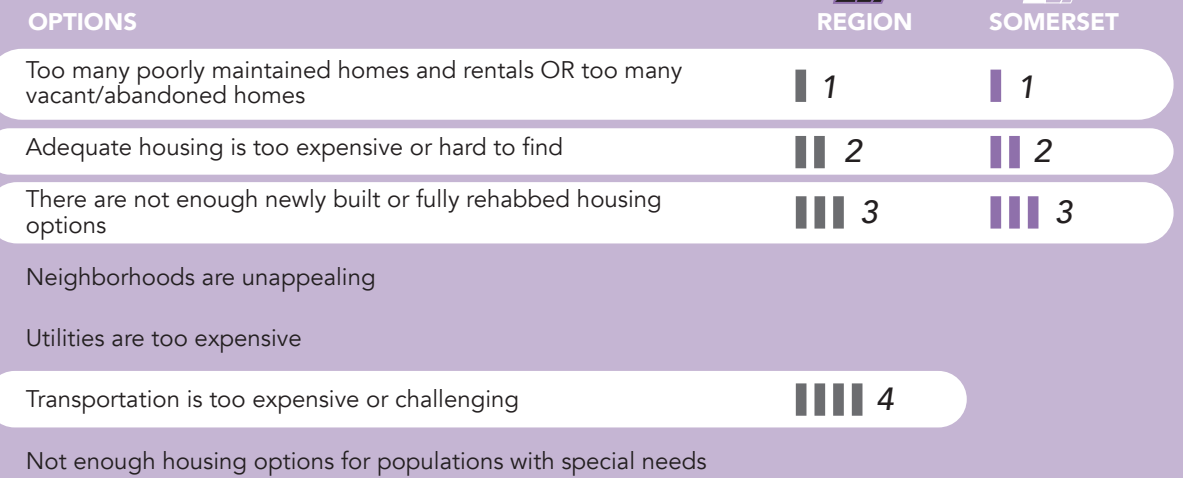 OPTIONS REGION SOMERSET
Too many poorly maintained homes and rentals OR too many
vacant/abandoned homes
1 1
Adequate housing is too expensive or hard to find 2 2
There are not enough newly built or fully rehabbed housing
options
3 3
Neighborhoods are unappealing
Utilities are too expensive
Transportation is too expensive or challenging 4
Not enough housing options for populations with special needs